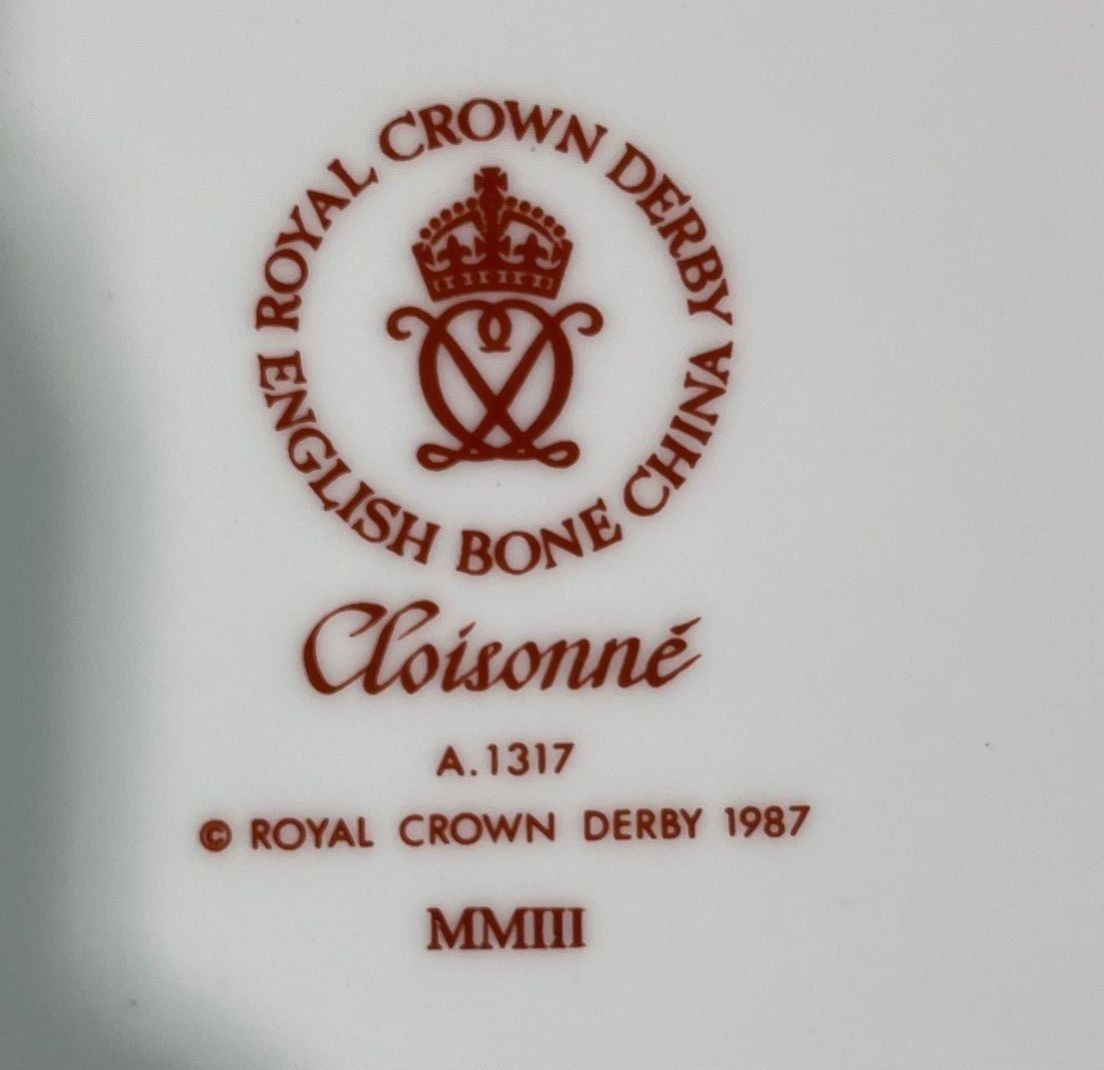 ROYAL CROWN DERBY
ENGLISH BONE CHINA
Cloisonné
A.1317
© ROYAL CROWN DERBY 1987
MMIII